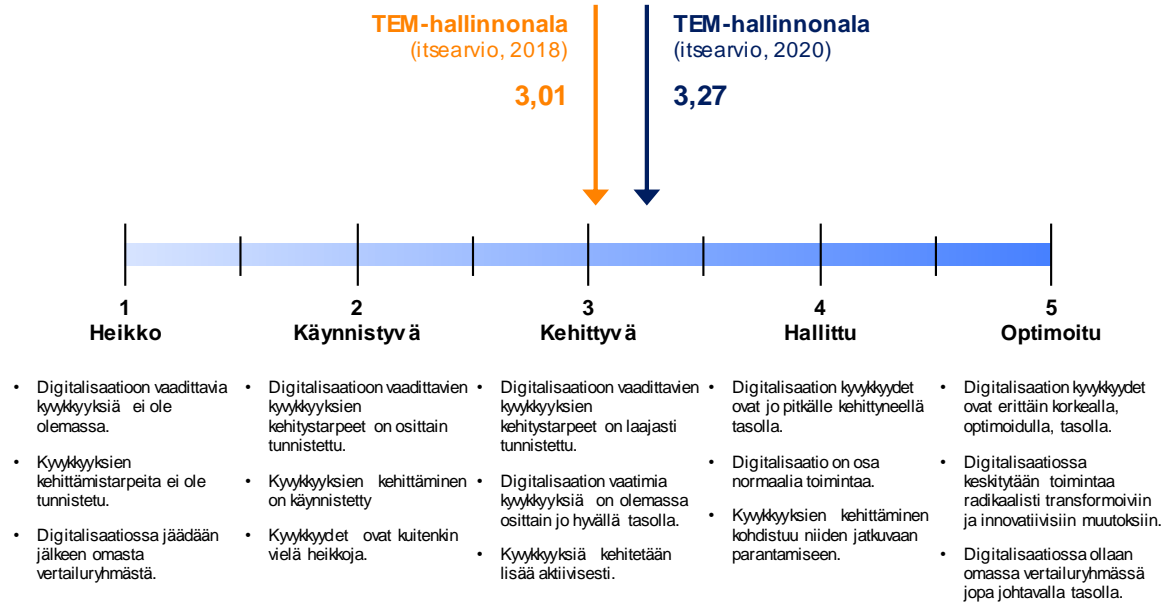 TEM-hallinnonala
(itsearvio, 2018)
3,01
TEM-hallinnonala
(itsearvio, 2020)
3,27
1
Heikko
2
Käynnistyvä
3
Kehittyvä
4
Hallittu
5
Optimoitu
• Digitalisaatioon vaadittavia
kyvykkyyksiä ei ole
olemassa.
• Kyvykkyyksien
kehittämistarpeita ei ole
tunnistetu.
• Digitalisaatiossa jäädään
jälkeen omasta
vertailuryhmästä.
• Digitalisaatioon vaadittavien
kyvykkyyksien
kehitystarpeet on osittain
tunnistettu.
• Kyvykkyyksien kehittäminen
on käynnistetty
• Kyvykkyydet ovat kuitenkin
vielä heikkoja.
• Digitalisaatioon vaadittavien
kyvykkyyksien
kehitystarpeet on laajasti
tunnistettu.
• Digitalisaation vaatimia
kyvykkyyksiä on olemassa
osittain jo hyvällä tasolla.
• Kyvykkyyksiä kehitetään
lisää aktiivisesti.
• Digitalisaation kyvykkyydet
ovat jo pitkälle kehittyneellä
tasolla.
• Digitalisaatio on osa
normaalia toimintaa.
• Kyvykkyyksien kehittäminen
kohdistuu niiden jatkuvaan
parantamiseen.
• Digitalisaation kyvykkyydet
ovat erittäin korkealla,
optimoidulla, tasolla.
• Digitalisaatiossa
keskitytään toimintaa
radikaalisti transformoiviin
ja innovatiivisiin muutoksiin.
• Digitalisaatiossa ollaan
omassa vertailuryhmässä
jopa johtavalla tasolla.